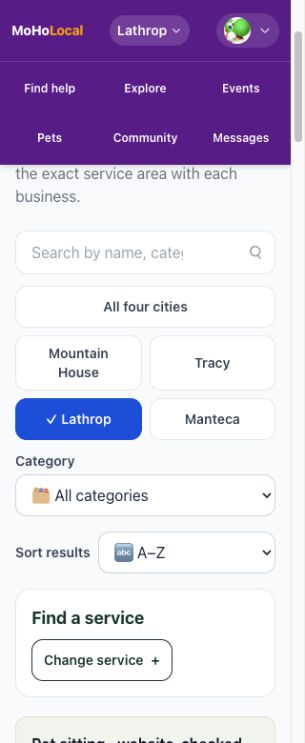 MoHoLocal
Lathrop
Find help
Explore
Events
Pets
Community
Messages
the exact service area with each
business.
Search by name, categ
All four cities
Mountain
House
Tracy
✓ Lathrop
Manteca
Category
All categories
Sort results
abc A–Z
Find a service
Change service +